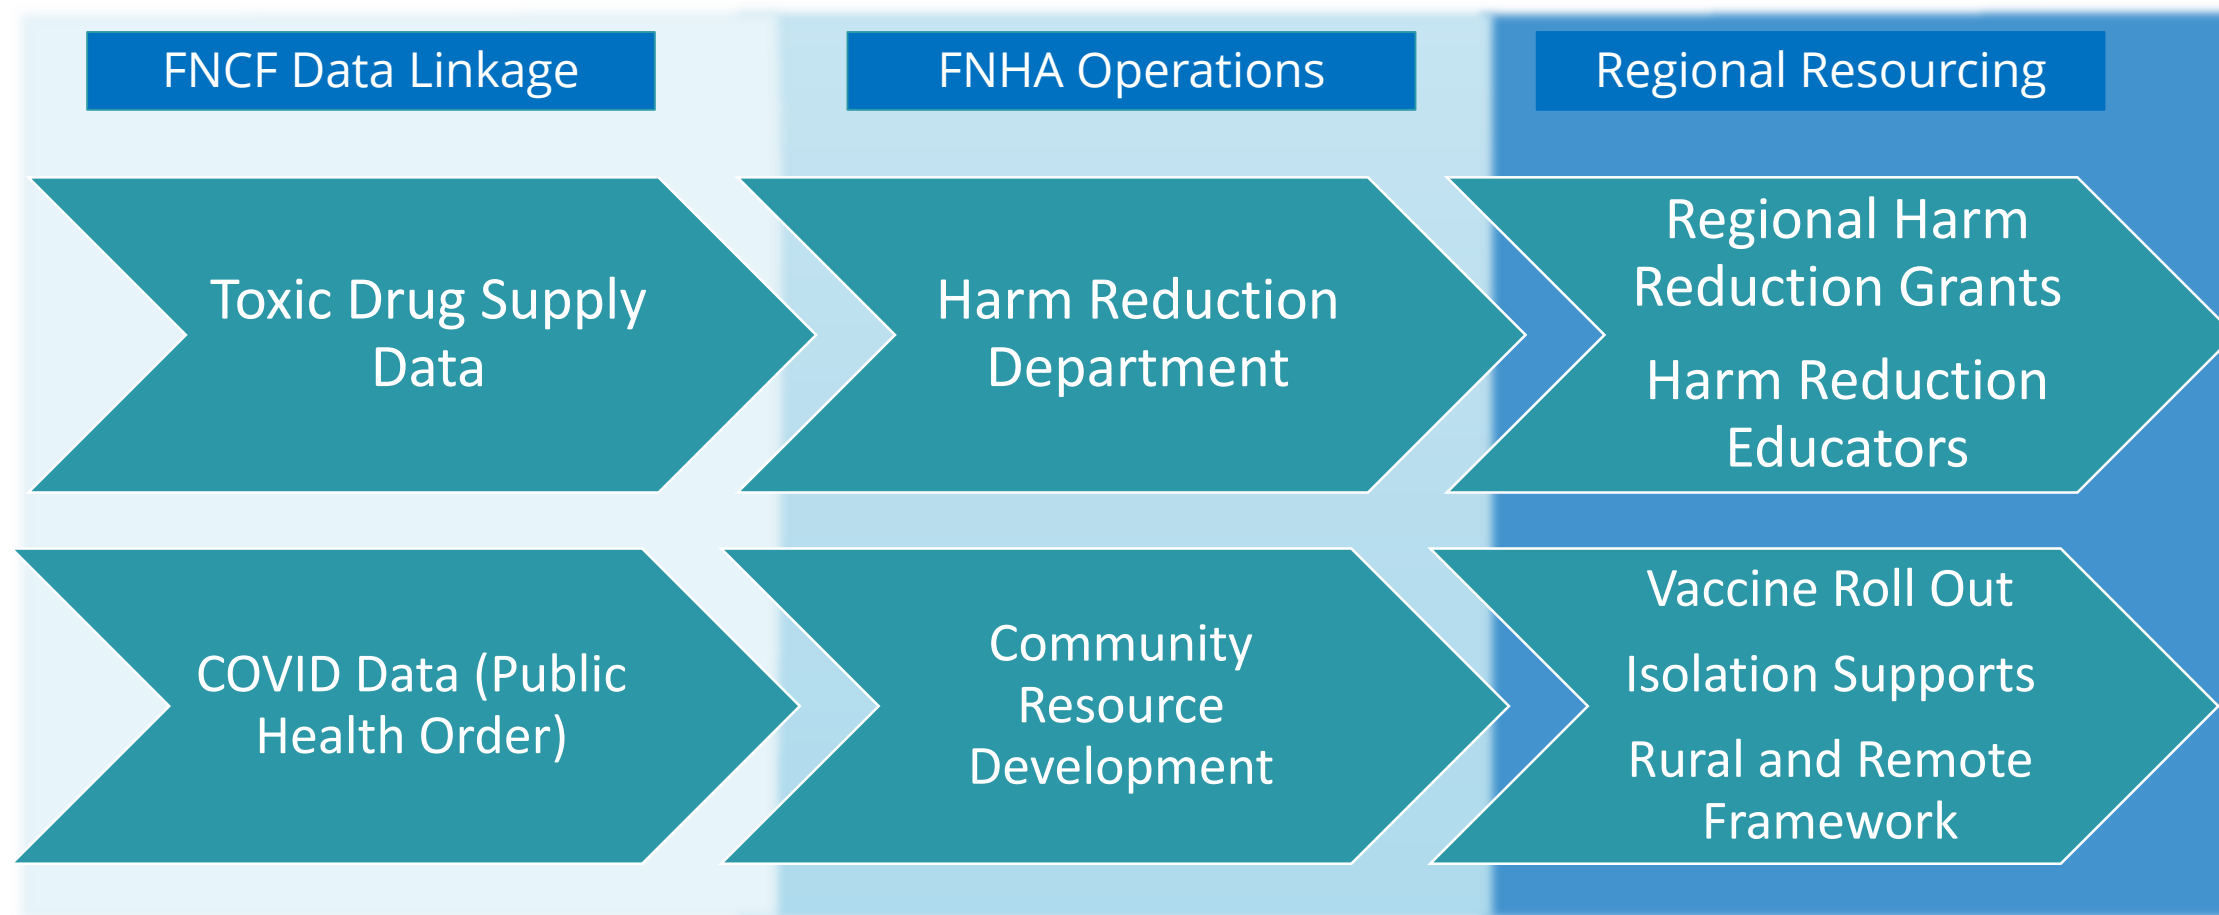 FNCF Data Linkage
FNHA Operations
Regional Resourcing
Toxic Drug Supply
Data
Harm Reduction
Department
Regional Harm
Reduction Grants
Harm Reduction
Educators
COVID Data (Public
Health Order)
Community
Resource
Development
Vaccine Roll Out
Isolation Supports
Rural and Remote
Framework